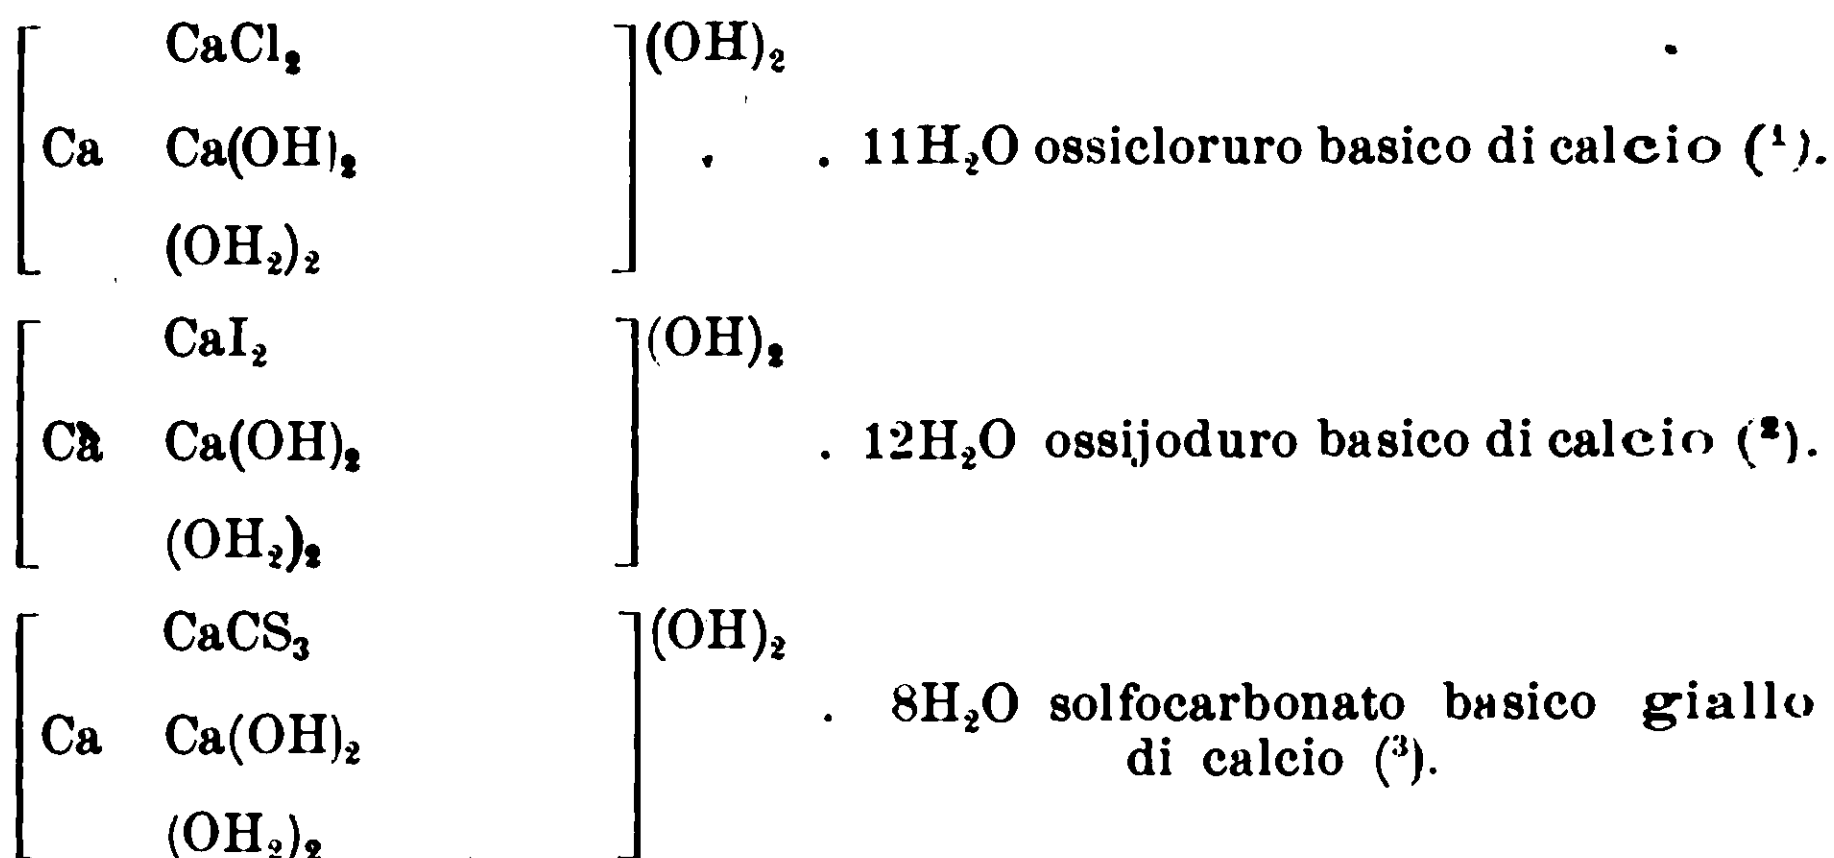 CaCl₂ (OH)₂
Ca Ca(OH)₂ . 11H₂O ossicloruro basico di calcio (¹).
(OH₂)₂
CaI₂ (OH)₂
Ca Ca(OH)₂ . 12H₂O ossijoduro basico di calcio (²).
(OH₂)₂
CaCS₃ (OH)₂
. 8H₂O solfocarbonato basico giallo
Ca Ca(OH)₂
di calcio (³).
(OH₂)₂